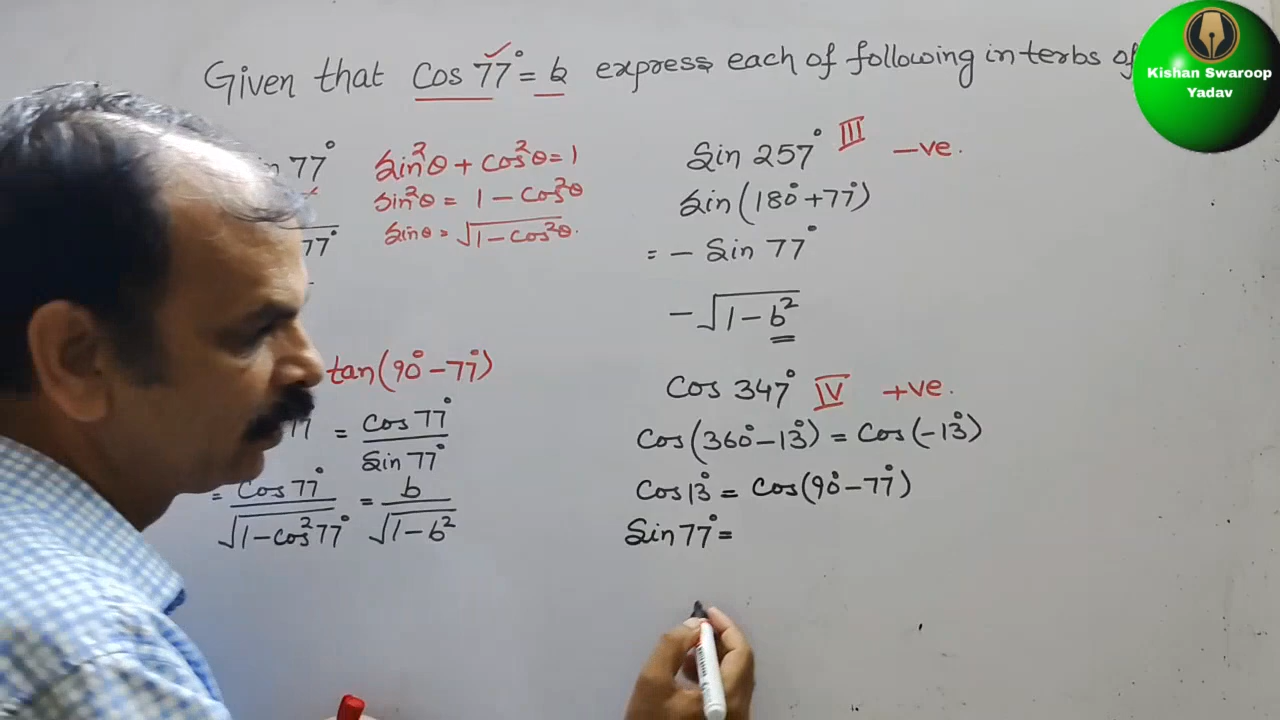 Given that Cos 77° = b express each of following in terbs of
Kishan Swaroop
Yadav
77°
77°
Sin²θ + Cos²θ = 1
Sin²θ = 1 – Cos²θ
Sinθ = √(1 – Cos²θ)
tan(90° – 77°)
77 = Cos 77° / Sin 77°
= Cos 77° / √(1 – Cos²77°) = b / √(1 – b²)
Sin 257° III –ve.
Sin(180° + 77°)
= – Sin 77°
– √(1 – b²)
Cos 347° IV +ve.
Cos(360° – 13°) = Cos(–13°)
Cos 13° = Cos(90° – 77°)
Sin 77° =